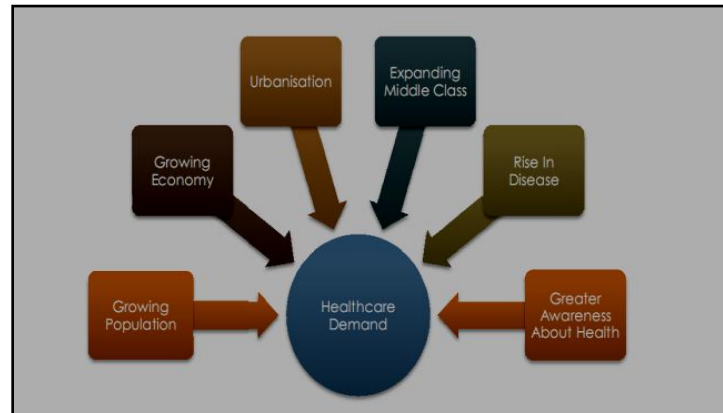 Urbanisation
Expanding
Middle Class
Growing
Economy
Rise In
Disease
Growing
Population
Healthcare
Demand
Greater
Awareness
About Health